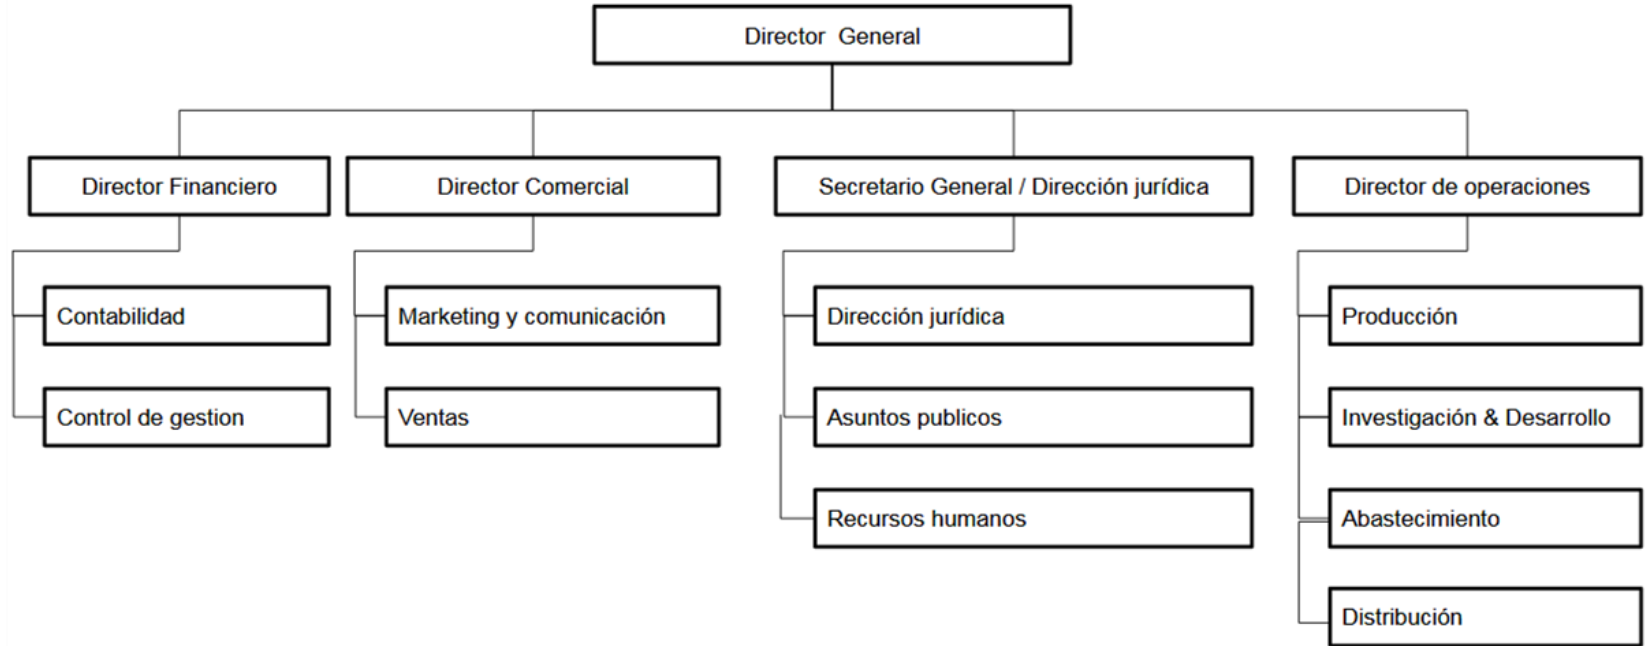 Director General
Director Financiero
Director Comercial
Secretario General / Dirección jurídica
Director de operaciones
Contabilidad
Marketing y comunicación
Dirección jurídica
Producción
Control de gestion
Ventas
Asuntos publicos
Investigación & Desarrollo
Recursos humanos
Abastecimiento
Distribución